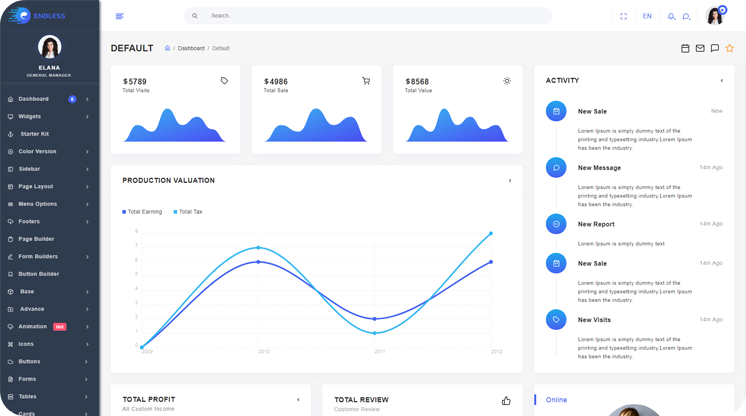 ENDLESS
Search..
EN
ELANA
GENERAL MANAGER.
Dashboard 6
Widgets
Starter Kit
Color Version
Sidebar
Page Layout
Menu Options
Footers
Page Builder
Form Builders
Button Builder
Base
Advance
Animation Hot
Icons
Buttons
Forms
Tables
Cards
DEFAULT
/ Dashboard / Default
$5789
Total Visits
$4986
Total Sale
$8568
Total Value
PRODUCTION VALUATION
Total Earning Total Tax
8
7
6
5
4
3
2
1
0
2009 2010 2011 2012
ACTIVITY
New Sale New
Lorem Ipsum is simply dummy text of the
printing and typesetting industry.Lorem Ipsum
has been the industry.
New Message 14m Ago
Lorem Ipsum is simply dummy text of the
printing and typesetting industry.Lorem Ipsum
has been the industry.
New Report 14m Ago
Lorem Ipsum is simply dummy text.
New Sale 14m Ago
Lorem Ipsum is simply dummy text of the
printing and typesetting industry.Lorem Ipsum
has been the industry.
New Visits 14m Ago
Lorem Ipsum is simply dummy text of the
printing and typesetting industry.Lorem Ipsum
has been the industry.
TOTAL PROFIT
All Custom Income
TOTAL REVIEW
Customer Review
Online